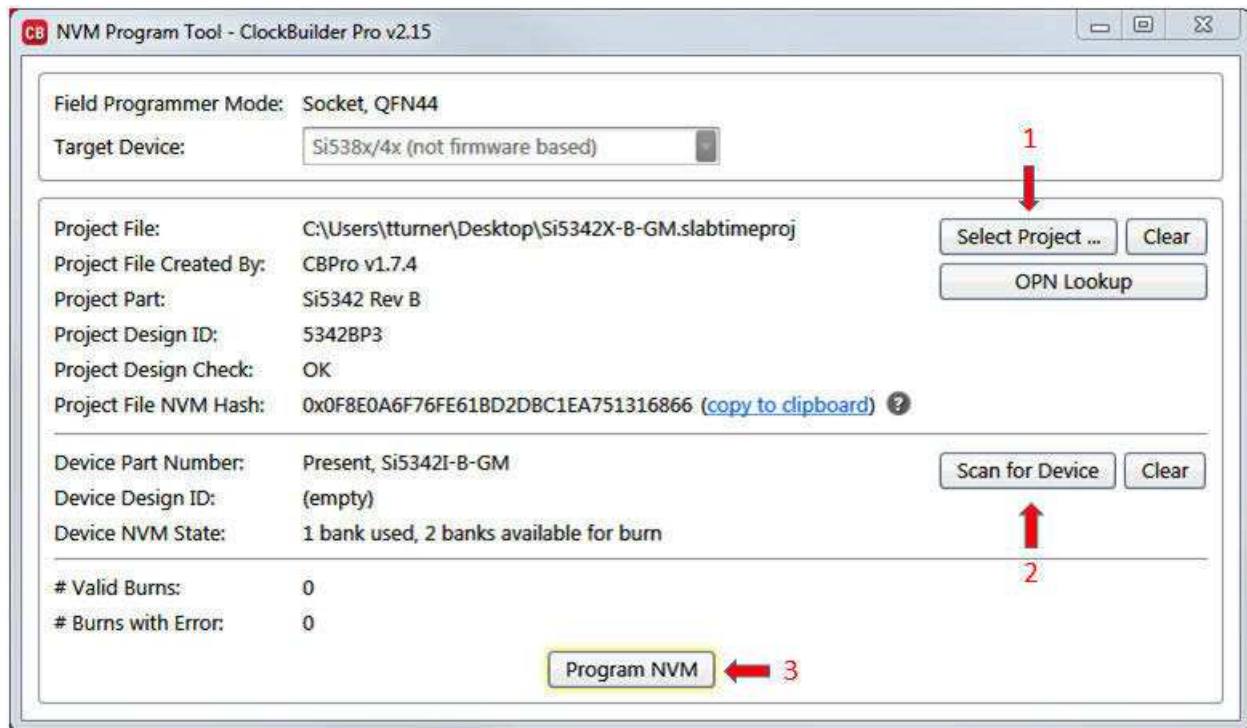 CB NVM Program Tool - ClockBuilder Pro v2.15
Field Programmer Mode: Socket, QFN44
Target Device: Si538x/4x (not firmware based)
1
Project File: C:\Users\tturner\Desktop\Si5342X-B-GM.slabtimeproj Select Project ... Clear
Project File Created By: CBPro v1.7.4
OPN Lookup
Project Part: Si5342 Rev B
Project Design ID: 5342BP3
Project Design Check: OK
Project File NVM Hash: 0x0F8E0A6F76FE61BD2DBC1EA751316866 (copy to clipboard) ?
Device Part Number: Present, Si5342I-B-GM Scan for Device Clear
Device Design ID: (empty)
Device NVM State: 1 bank used, 2 banks available for burn
2
# Valid Burns: 0
# Burns with Error: 0
Program NVM 3